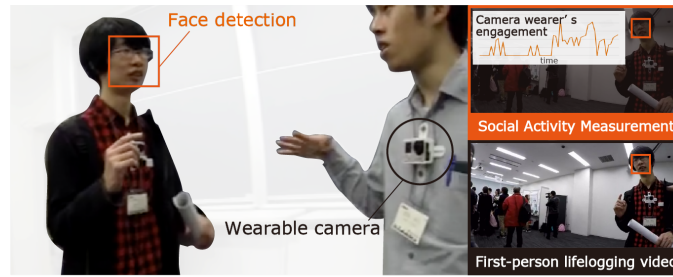 Face detection
Wearable camera
Camera wearer's
engagement
time
Social Activity Measurement
First-person lifelogging video